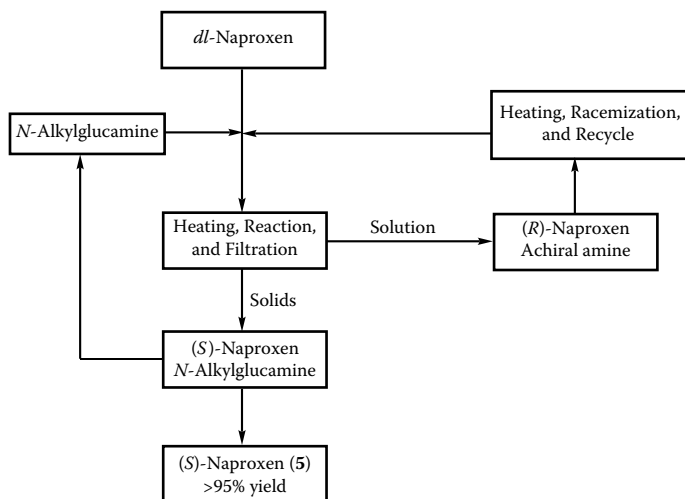 dl-Naproxen
N-Alkylglucamine
Heating, Racemization,
and Recycle
Heating, Reaction,
and Filtration
Solution
(R)-Naproxen
Achiral amine
Solids
(S)-Naproxen
N-Alkylglucamine
(S)-Naproxen (5)
>95% yield